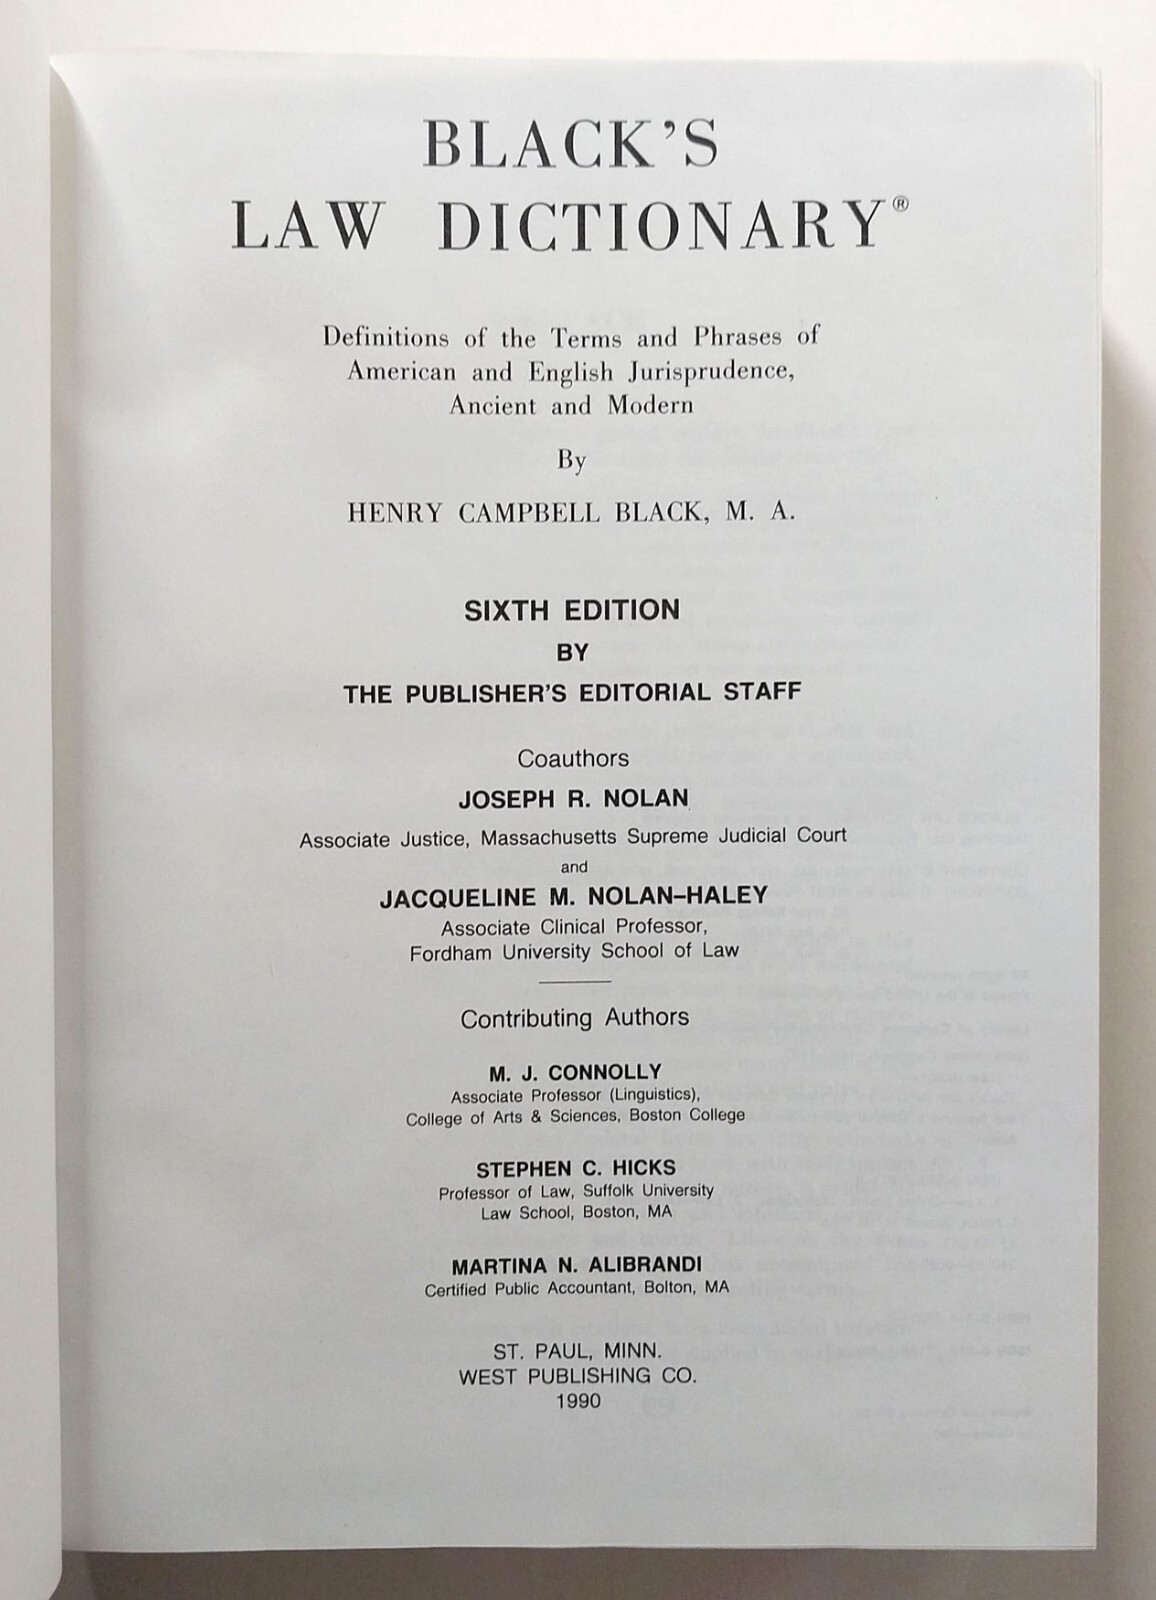 BLACK'S
LAW DICTIONARY®
Definitions of the Terms and Phrases of
American and English Jurisprudence,
Ancient and Modern
By
HENRY CAMPBELL BLACK, M. A.
SIXTH EDITION
BY
THE PUBLISHER'S EDITORIAL STAFF
Coauthors
JOSEPH R. NOLAN
Associate Justice, Massachusetts Supreme Judicial Court
and
JACQUELINE M. NOLAN–HALEY
Associate Clinical Professor,
Fordham University School of Law
Contributing Authors
M. J. CONNOLLY
Associate Professor (Linguistics),
College of Arts & Sciences, Boston College
STEPHEN C. HICKS
Professor of Law, Suffolk University
Law School, Boston, MA
MARTINA N. ALIBRANDI
Certified Public Accountant, Bolton, MA
ST. PAUL, MINN.
WEST PUBLISHING CO.
1990